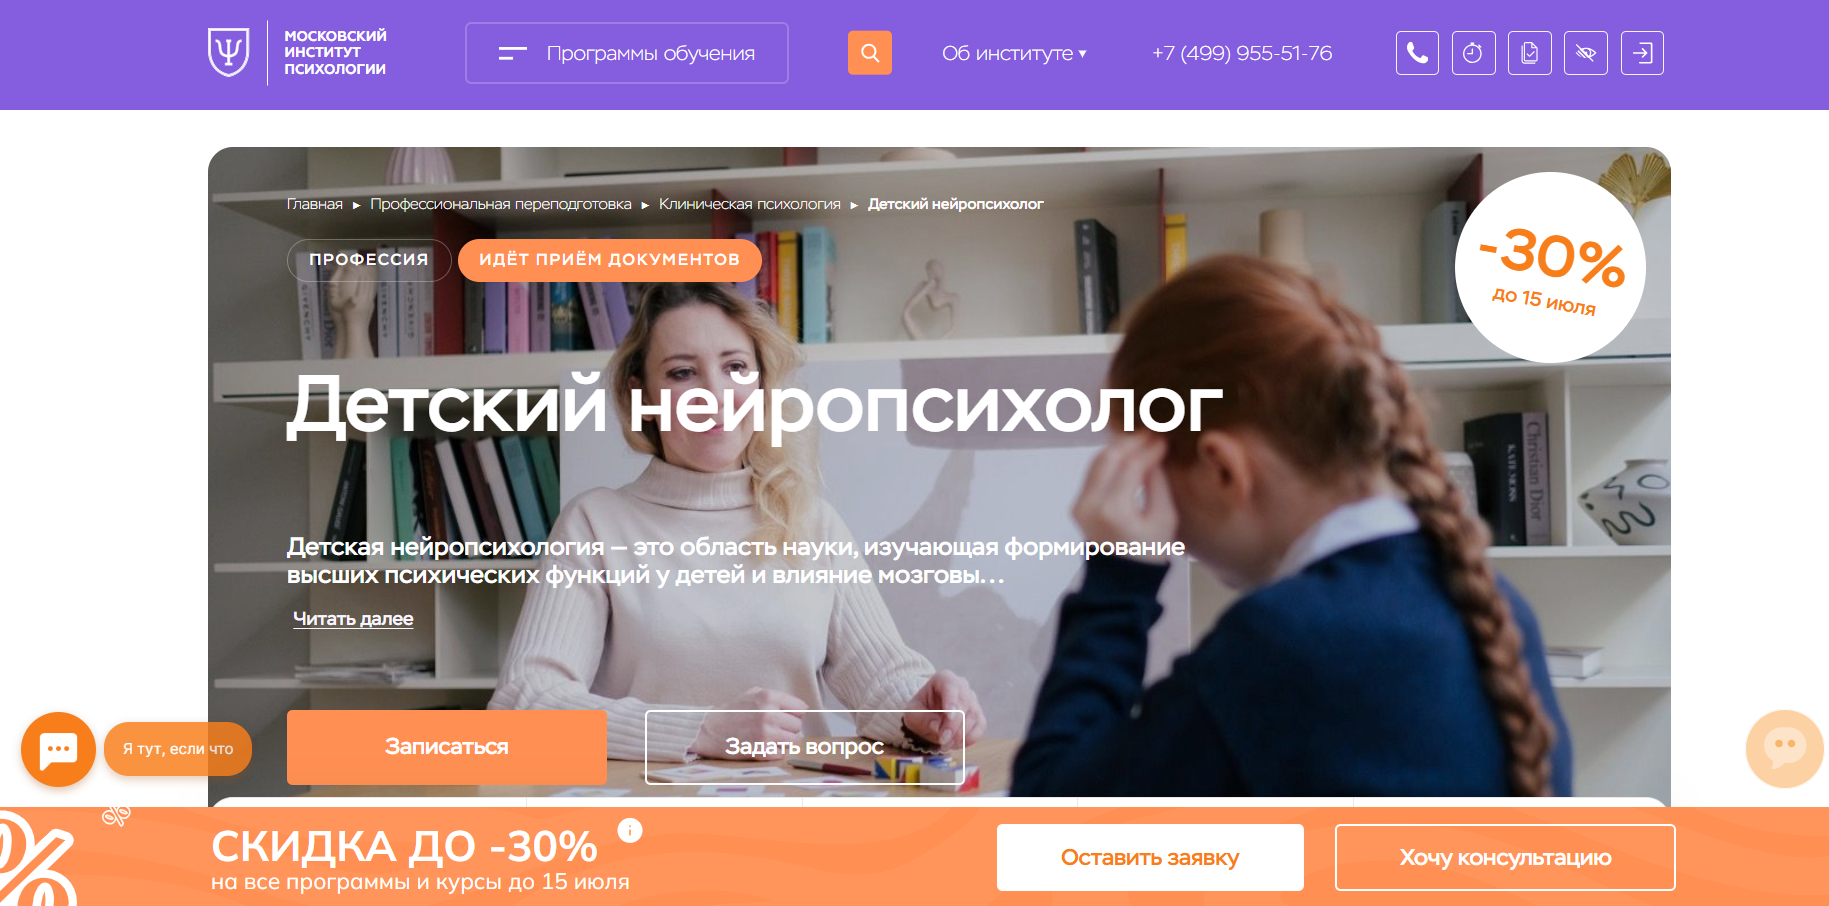 МОСКОВСКИЙ
ИНСТИТУТ
ПСИХОЛОГИИ
Программы обучения
Об институте ▾
+7 (499) 955-51-76
Главная ▸ Профессиональная переподготовка ▸ Клиническая психология ▸ Детский нейропсихолог
ПРОФЕССИЯ
ИДЁТ ПРИЁМ ДОКУМЕНТОВ
-30%
до 15 июля
Детский нейропсихолог
Christian Dior
Детская нейропсихология — это область науки, изучающая формирование
высших психических функций у детей и влияние мозговы...
Читать далее
Я тут, если что
Записаться
Задать вопрос
СКИДКА ДО -30%
i
на все программы и курсы до 15 июля
Оставить заявку
Хочу консультацию